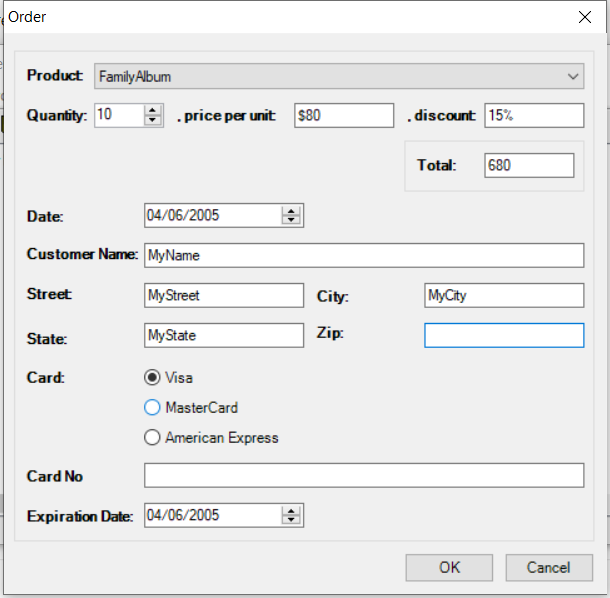 Order
Product: FamilyAlbum
Quantity: 10 , price per unit: $80 , discount: 15%
Total: 680
Date: 04/06/2005
Customer Name: MyName
Street: MyStreet City: MyCity
State: MyState Zip:
Card: Visa
MasterCard
American Express
Card No
Expiration Date: 04/06/2005
OK Cancel